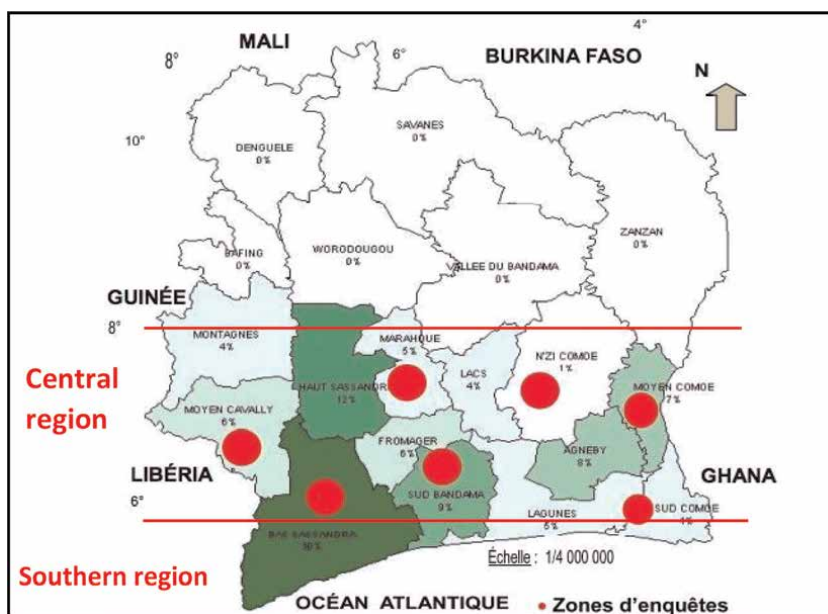 MALI
4°
8°
6°
BURKINA FASO
N
10°
SAVANES
0%
DENGUELE
0%
ZANZAN
0%
BAFING
0%
WORODOUGOU
0%
VALLEE DU BANDAMA
0%
GUINÉE
8°
MONTAGNES
4%
MARAHOUE
5%
N'ZI COMOE
1%
LACS
4%
Central
region
HAUT SASSANDRA
12%
MOYEN COMOE
7%
MOYEN CAVALLY
6%
FROMAGER
6%
AGNEBY
8%
LIBÉRIA
GHANA
6°
SUD BANDAMA
9%
LAGUNES
SUD COMOE
BAS SASSANDRA
Échelle : 1/4 000 000
Southern region
OCÉAN ATLANTIQUE
Zones d'enquêtes